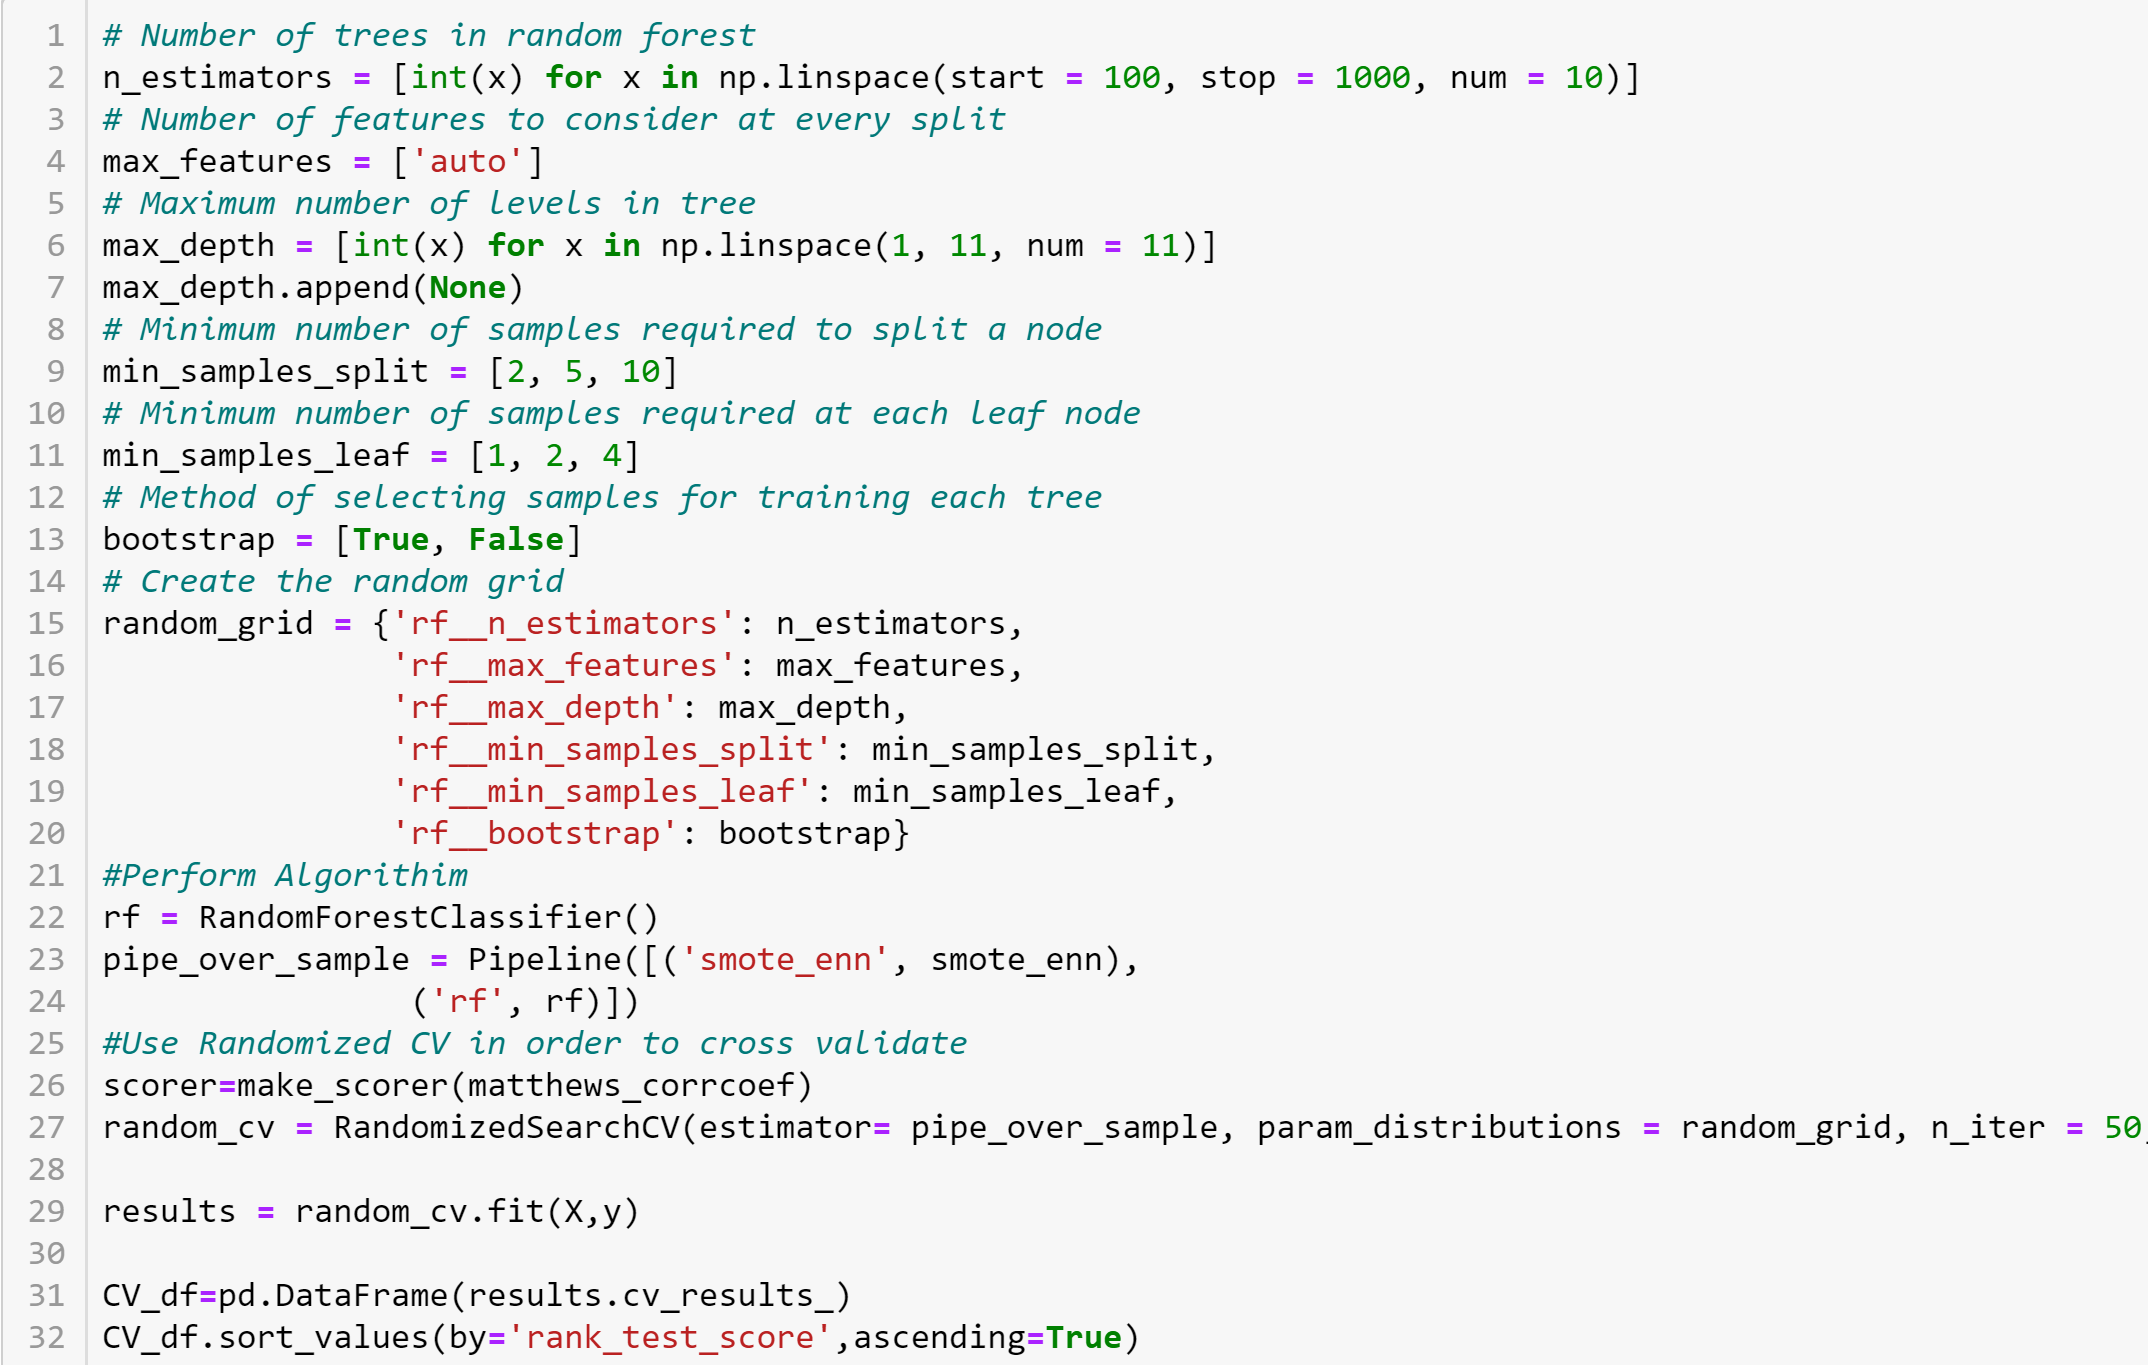 1 # Number of trees in random forest
2 n_estimators = [int(x) for x in np.linspace(start = 100, stop = 1000, num = 10)]
3 # Number of features to consider at every split
4 max_features = ['auto']
5 # Maximum number of levels in tree
6 max_depth = [int(x) for x in np.linspace(1, 11, num = 11)]
7 max_depth.append(None)
8 # Minimum number of samples required to split a node
9 min_samples_split = [2, 5, 10]
10 # Minimum number of samples required at each leaf node
11 min_samples_leaf = [1, 2, 4]
12 # Method of selecting samples for training each tree
13 bootstrap = [True, False]
14 # Create the random grid
15 random_grid = {'rf__n_estimators': n_estimators,
16                'rf__max_features': max_features,
17                'rf__max_depth': max_depth,
18                'rf__min_samples_split': min_samples_split,
19                'rf__min_samples_leaf': min_samples_leaf,
20                'rf__bootstrap': bootstrap}
21 #Perform Algorithim
22 rf = RandomForestClassifier()
23 pipe_over_sample = Pipeline([('smote_enn', smote_enn),
24                 ('rf', rf)])
25 #Use Randomized CV in order to cross validate
26 scorer=make_scorer(matthews_corrcoef)
27 random_cv = RandomizedSearchCV(estimator= pipe_over_sample, param_distributions = random_grid, n_iter = 50,
28
29 results = random_cv.fit(X,y)
30
31 CV_df=pd.DataFrame(results.cv_results_)
32 CV_df.sort_values(by='rank_test_score',ascending=True)